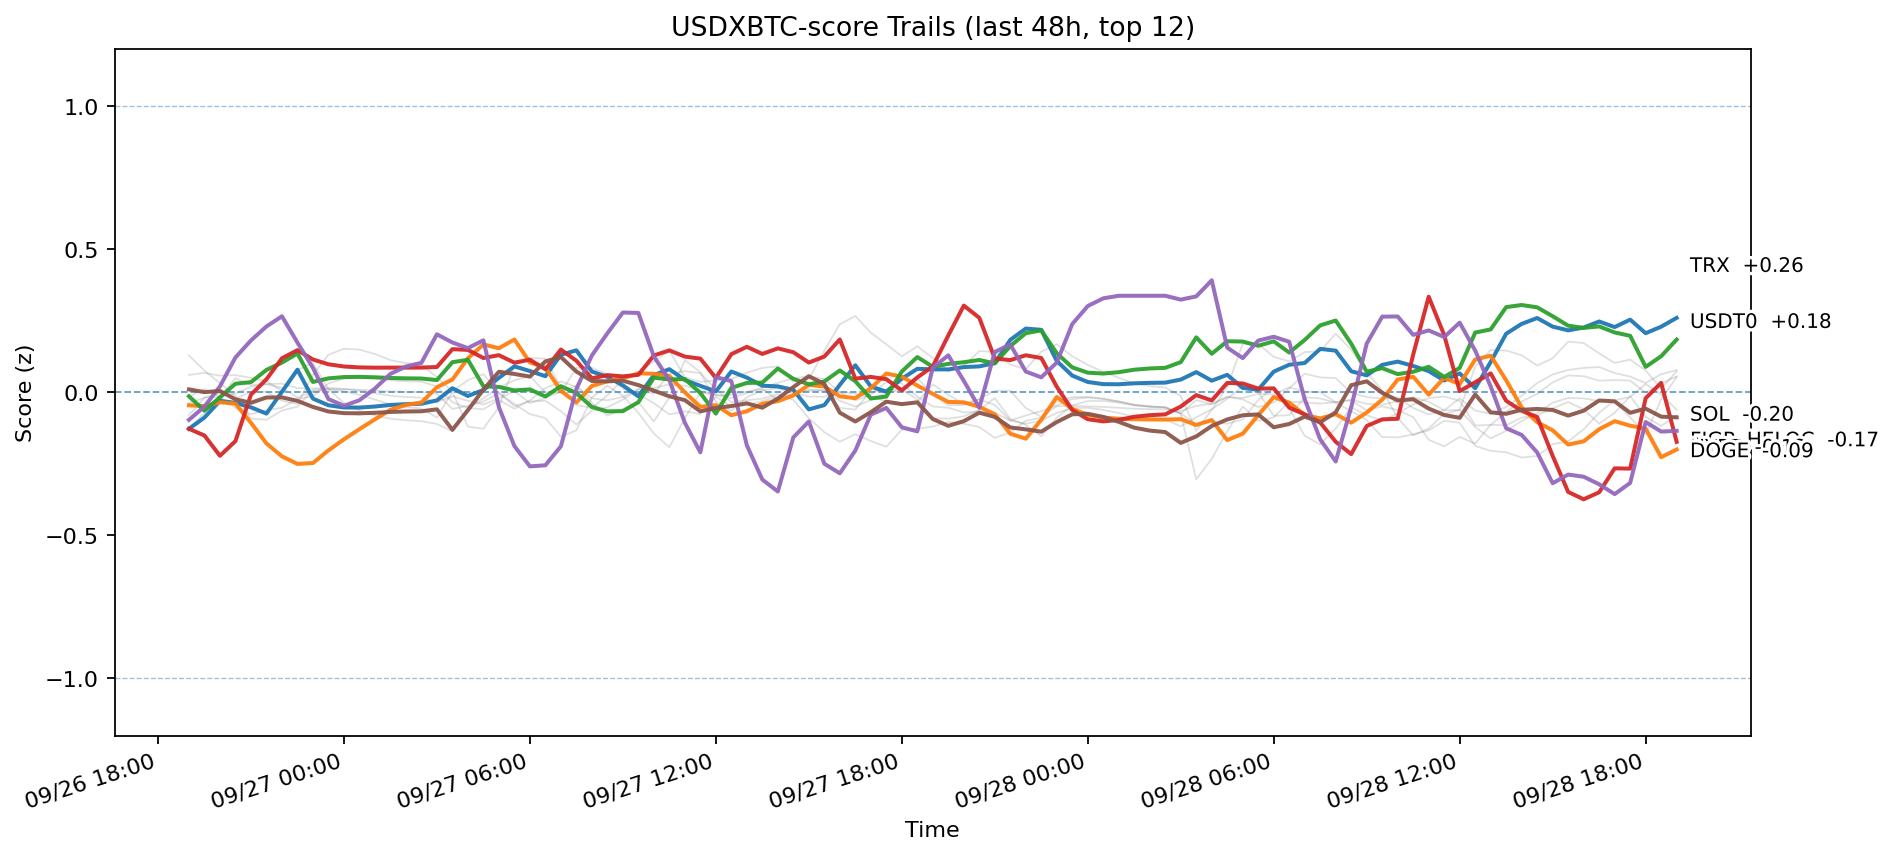 USDXBTC-score Trails (last 48h, top 12)
Score (z)
1.0
0.5
0.0
−0.5
−1.0
TRX +0.26
USDT0 +0.18
SOL -0.20
-0.17
DOGE -0.09
09/26 18:00
09/27 00:00
09/27 06:00
09/27 12:00
09/27 18:00
09/28 00:00
09/28 06:00
09/28 12:00
09/28 18:00
Time